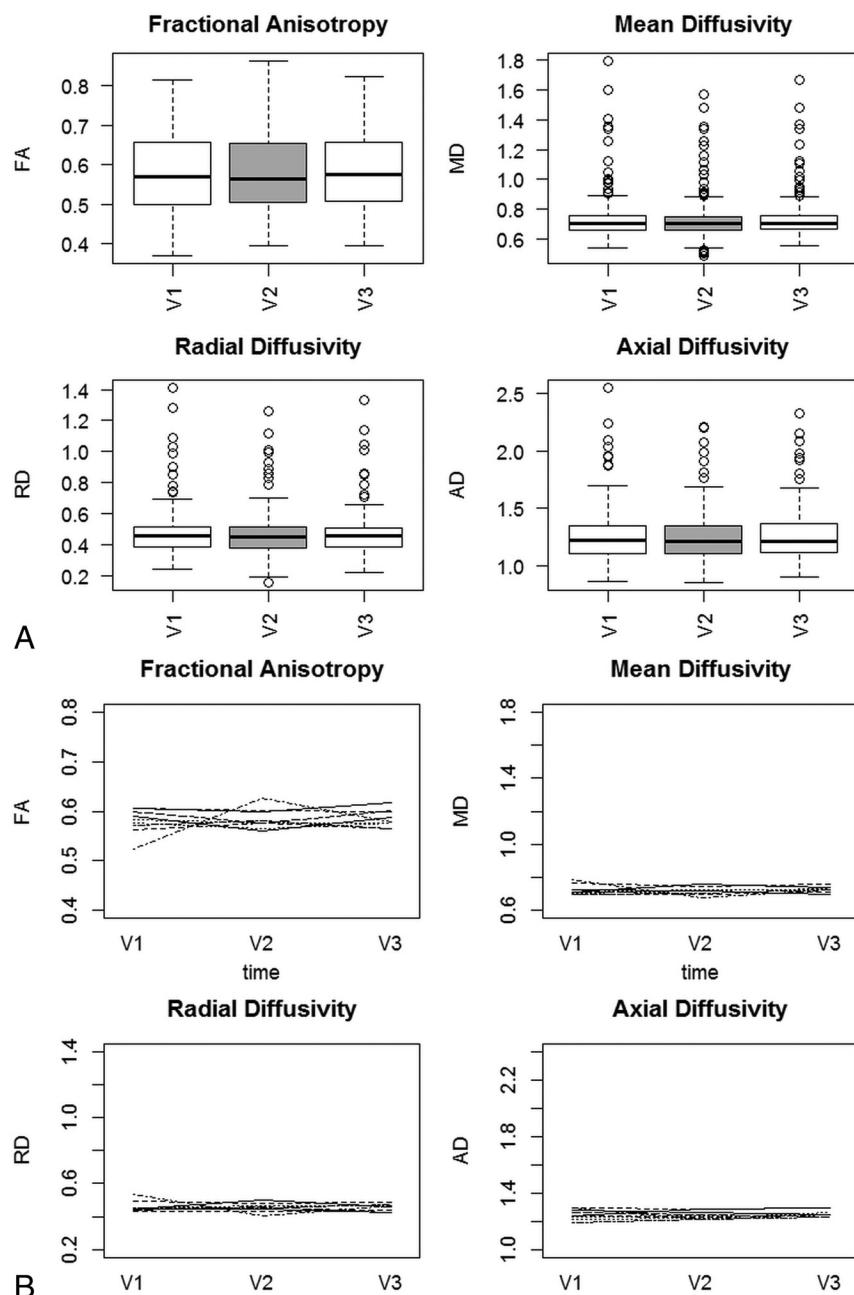 Fractional Anisotropy
FA
0.8
0.7
0.6
0.5
0.4
V1
V2
V3
Mean Diffusivity
MD
1.8
1.6
1.4
1.2
1.0
0.8
0.6
V1
V2
V3
Radial Diffusivity
RD
1.4
1.2
1.0
0.8
0.6
0.4
0.2
V1
V2
V3
Axial Diffusivity
AD
2.5
2.0
1.5
1.0
V1
V2
V3
A
Fractional Anisotropy
FA
0.8
0.7
0.6
0.5
0.4
V1
V2
V3
time
Mean Diffusivity
MD
1.8
1.4
1.0
0.6
V1
V2
V3
time
Radial Diffusivity
RD
1.4
1.0
0.6
0.2
V1
V2
V3
Axial Diffusivity
AD
2.2
1.8
1.4
1.0
V1
V2
V3
B